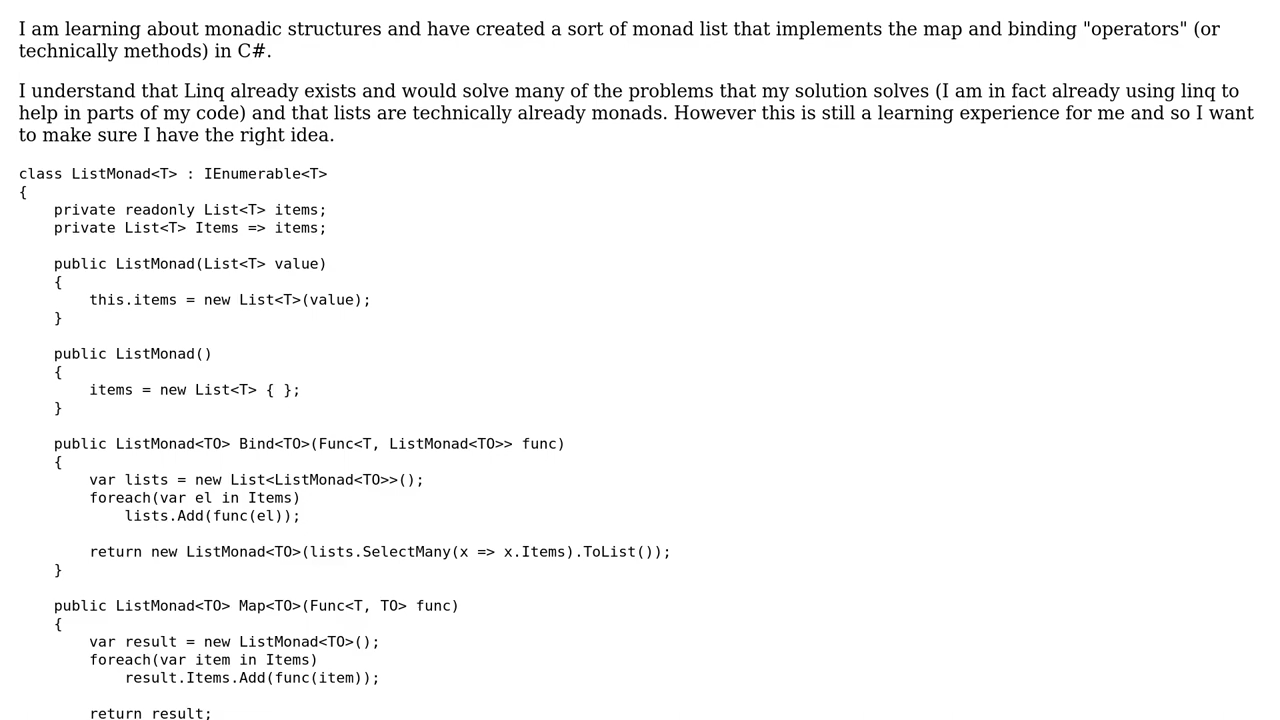 I am learning about monadic structures and have created a sort of monad list that implements the map and binding "operators" (or
technically methods) in C#.
I understand that Linq already exists and would solve many of the problems that my solution solves (I am in fact already using linq to
help in parts of my code) and that lists are technically already monads. However this is still a learning experience for me and so I want
to make sure I have the right idea.
class ListMonad<T> : IEnumerable<T>
{
    private readonly List<T> items;
    private List<T> Items => items;

    public ListMonad(List<T> value)
    {
        this.items = new List<T>(value);
    }

    public ListMonad()
    {
        items = new List<T> { };
    }

    public ListMonad<TO> Bind<TO>(Func<T, ListMonad<TO>> func)
    {
        var lists = new List<ListMonad<TO>>();
        foreach(var el in Items)
            lists.Add(func(el));

        return new ListMonad<TO>(lists.SelectMany(x => x.Items).ToList());
    }

    public ListMonad<TO> Map<TO>(Func<T, TO> func)
    {
        var result = new ListMonad<TO>();
        foreach(var item in Items)
            result.Items.Add(func(item));

        return result;